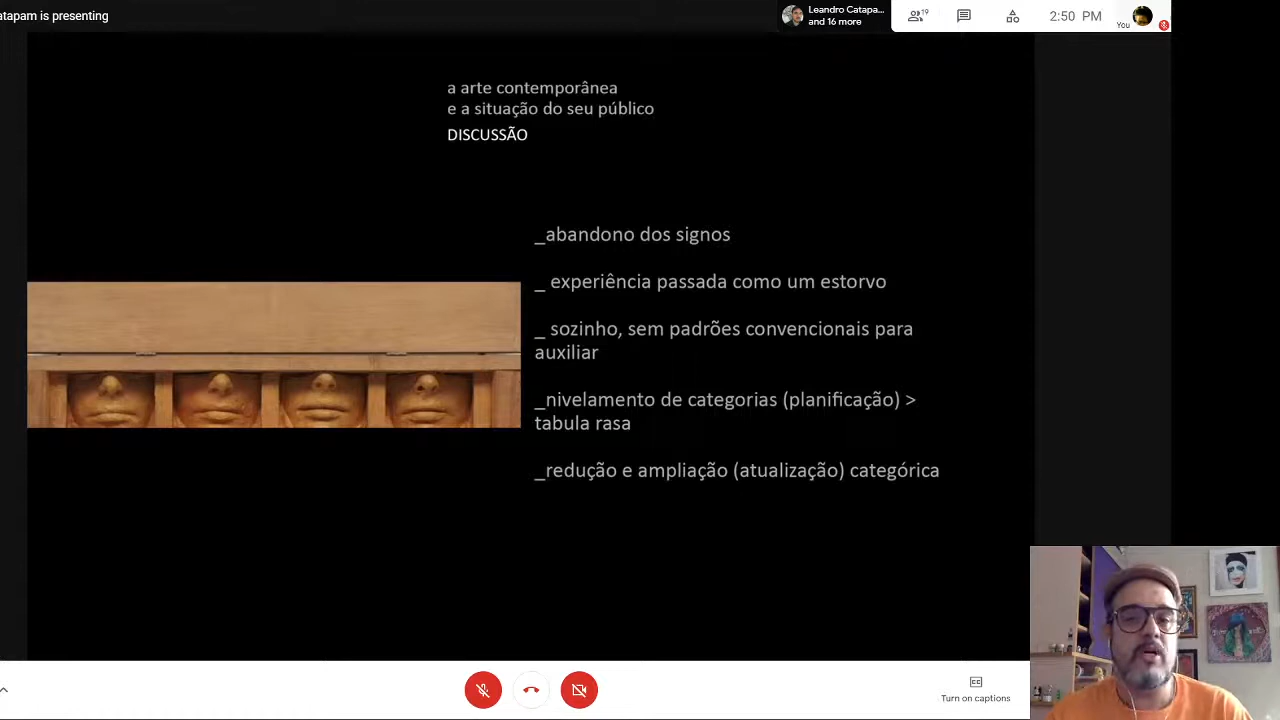 atapam is presenting
Leandro Catapa...
and 16 more
19
2:50 PM
You
a arte contemporânea
e a situação do seu público
DISCUSSÃO
_abandono dos signos
_ experiência passada como um estorvo
_ sozinho, sem padrões convencionais para
auxiliar
_nivelamento de categorias (planificação) >
tabula rasa
_redução e ampliação (atualização) categórica
CC
Turn on captions